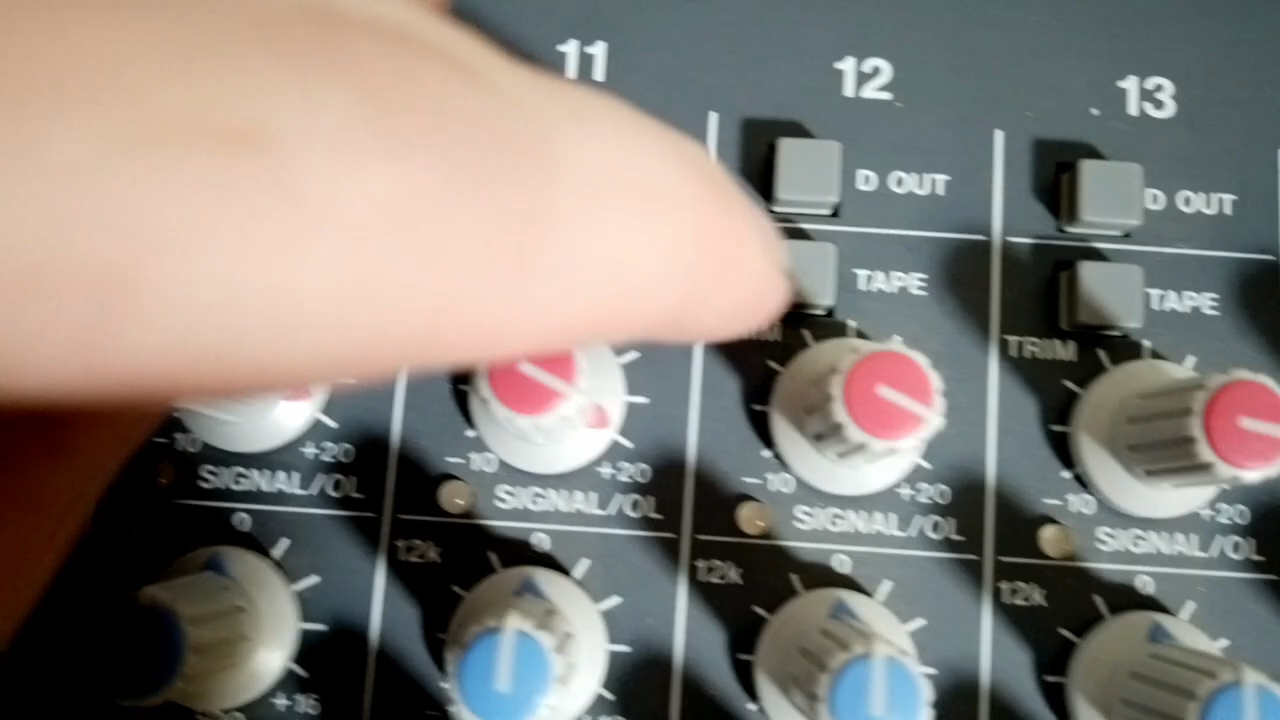 11
12
13
D OUT
D OUT
TAPE
TAPE
TRIM
-10 +20
-10 +20
-10 +20
-10 +20
SIGNAL/OL
SIGNAL/OL
SIGNAL/OL
SIGNAL/OL
0
0
0
0
12k
12k
12k
+15